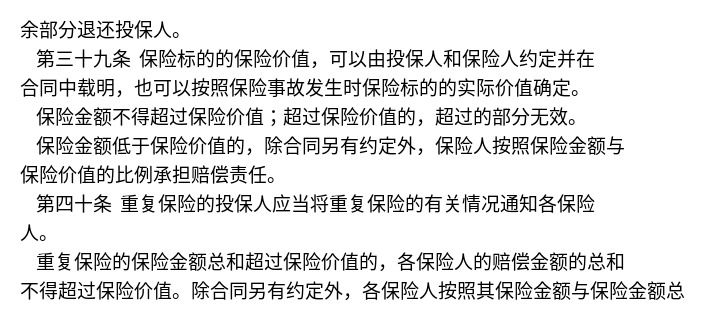 余部分退还投保人。
第三十九条 保险标的的保险价值，可以由投保人和保险人约定并在
合同中载明，也可以按照保险事故发生时保险标的的实际价值确定。
保险金额不得超过保险价值；超过保险价值的，超过的部分无效。
保险金额低于保险价值的，除合同另有约定外，保险人按照保险金额与
保险价值的比例承担赔偿责任。
第四十条 重复保险的投保人应当将重复保险的有关情况通知各保险
人。
重复保险的保险金额总和超过保险价值的，各保险人的赔偿金额的总和
不得超过保险价值。除合同另有约定外，各保险人按照其保险金额与保险金额总